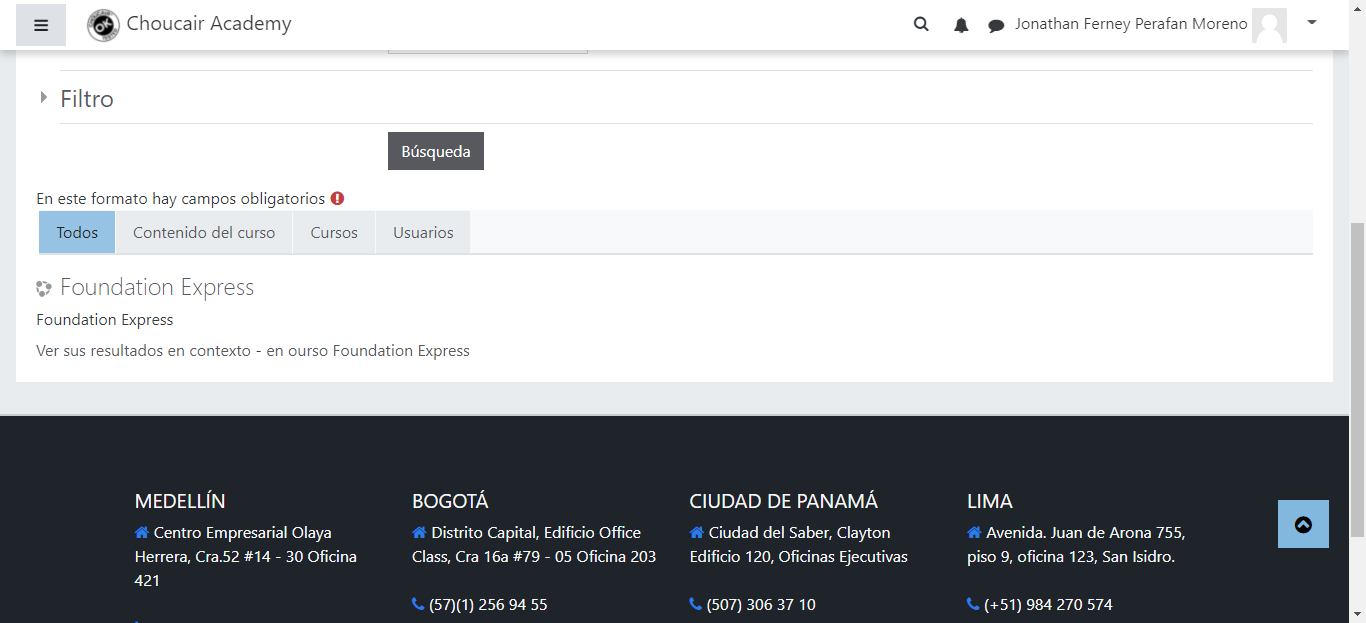 Choucair Academy
Jonathan Ferney Perafan Moreno
Filtro
Búsqueda
En este formato hay campos obligatorios
Todos
Contenido del curso
Cursos
Usuarios
Foundation Express
Foundation Express
Ver sus resultados en contexto - en ourso Foundation Express
MEDELLÍN
Centro Empresarial Olaya
Herrera, Cra.52 #14 - 30 Oficina
421
BOGOTÁ
Distrito Capital, Edificio Office
Class, Cra 16a #79 - 05 Oficina 203
(57)(1) 256 94 55
CIUDAD DE PANAMÁ
Ciudad del Saber, Clayton
Edificio 120, Oficinas Ejecutivas
(507) 306 37 10
LIMA
Avenida. Juan de Arona 755,
piso 9, oficina 123, San Isidro.
(+51) 984 270 574